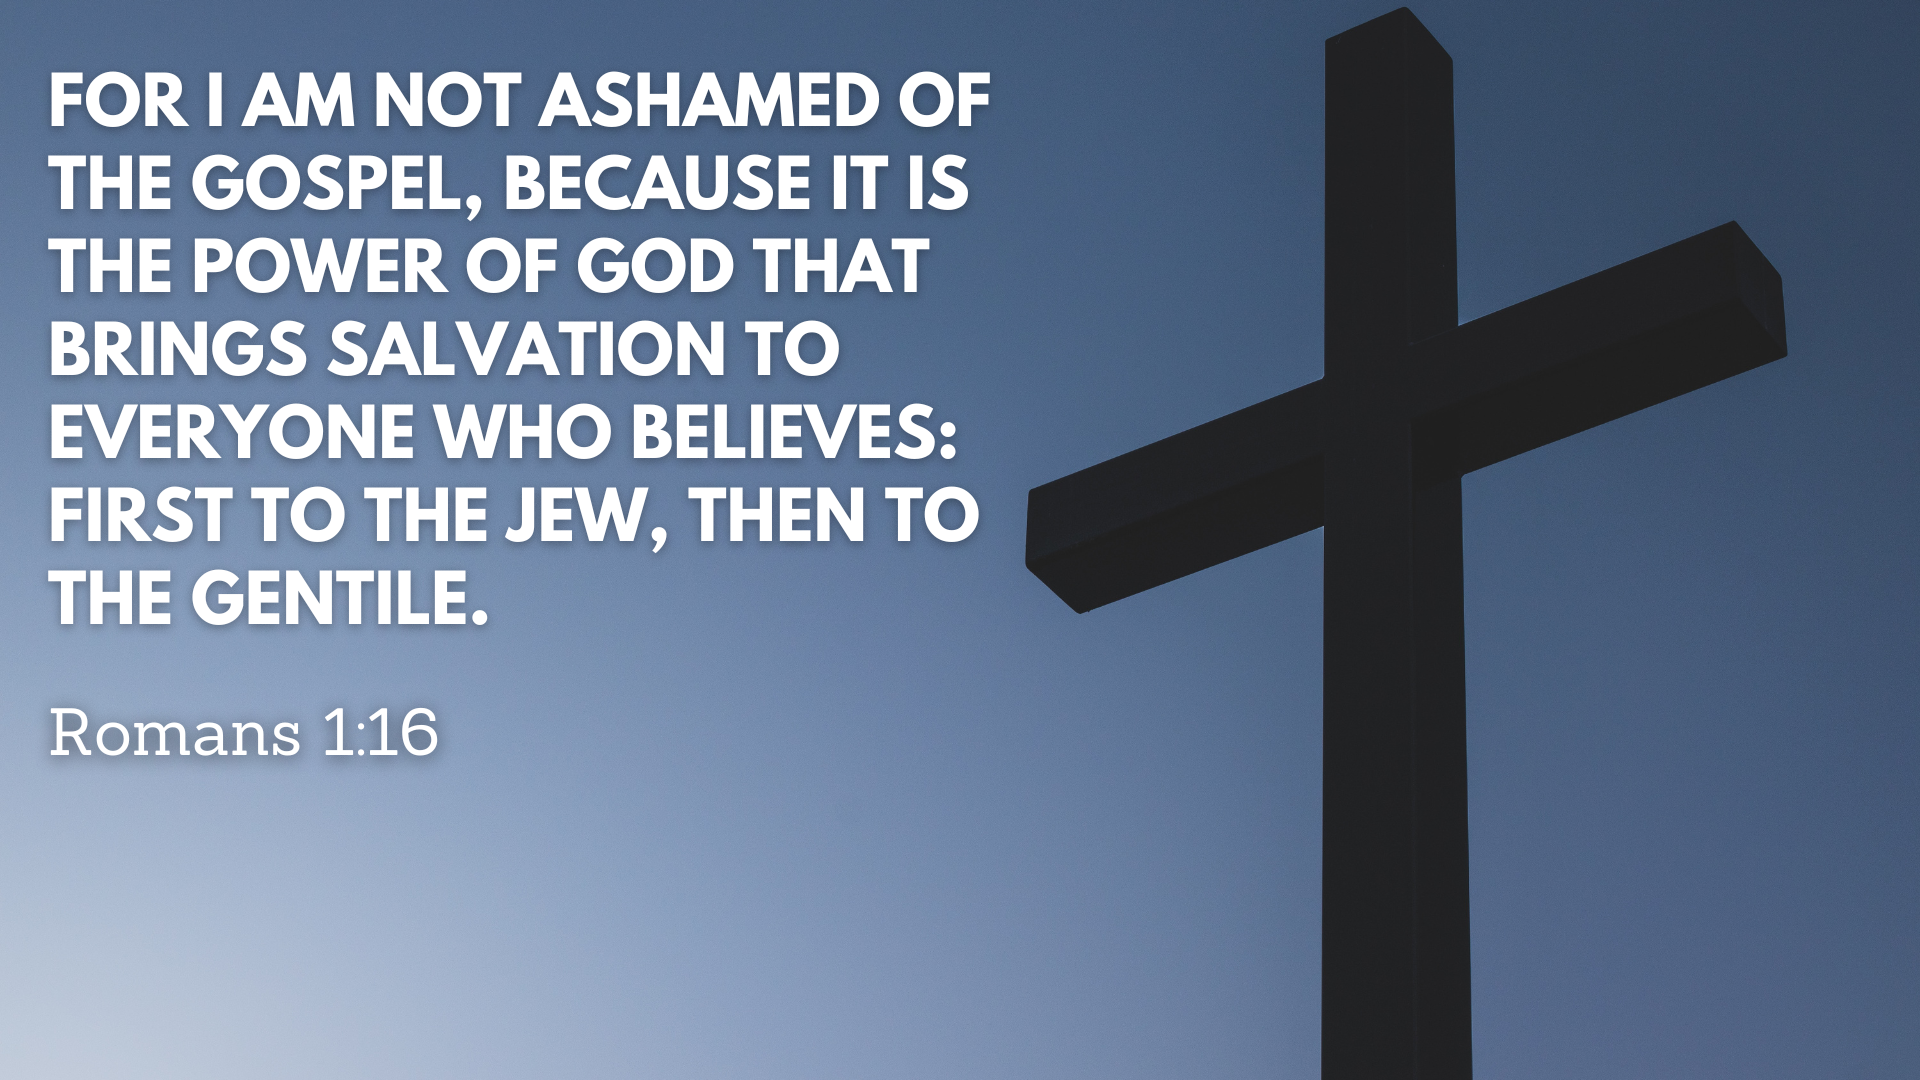 FOR I AM NOT ASHAMED OF
THE GOSPEL, BECAUSE IT IS
THE POWER OF GOD THAT
BRINGS SALVATION TO
EVERYONE WHO BELIEVES:
FIRST TO THE JEW, THEN TO
THE GENTILE.
Romans 1:16